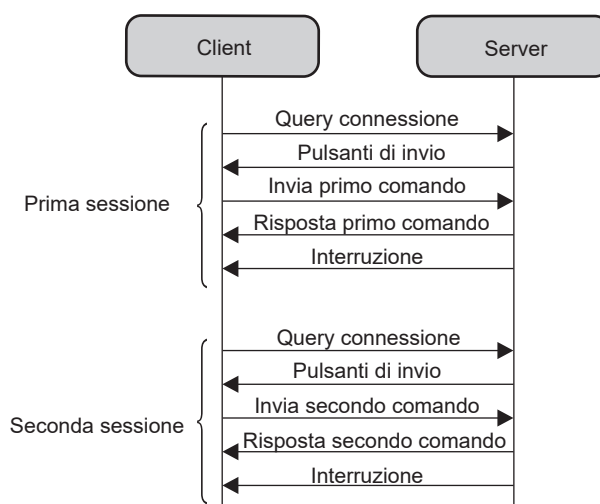 Client
Server
Query connessione
Pulsanti di invio
Invia primo comando
Prima sessione
Risposta primo comando
Interruzione
Query connessione
Pulsanti di invio
Invia secondo comando
Seconda sessione
Risposta secondo comando
Interruzione